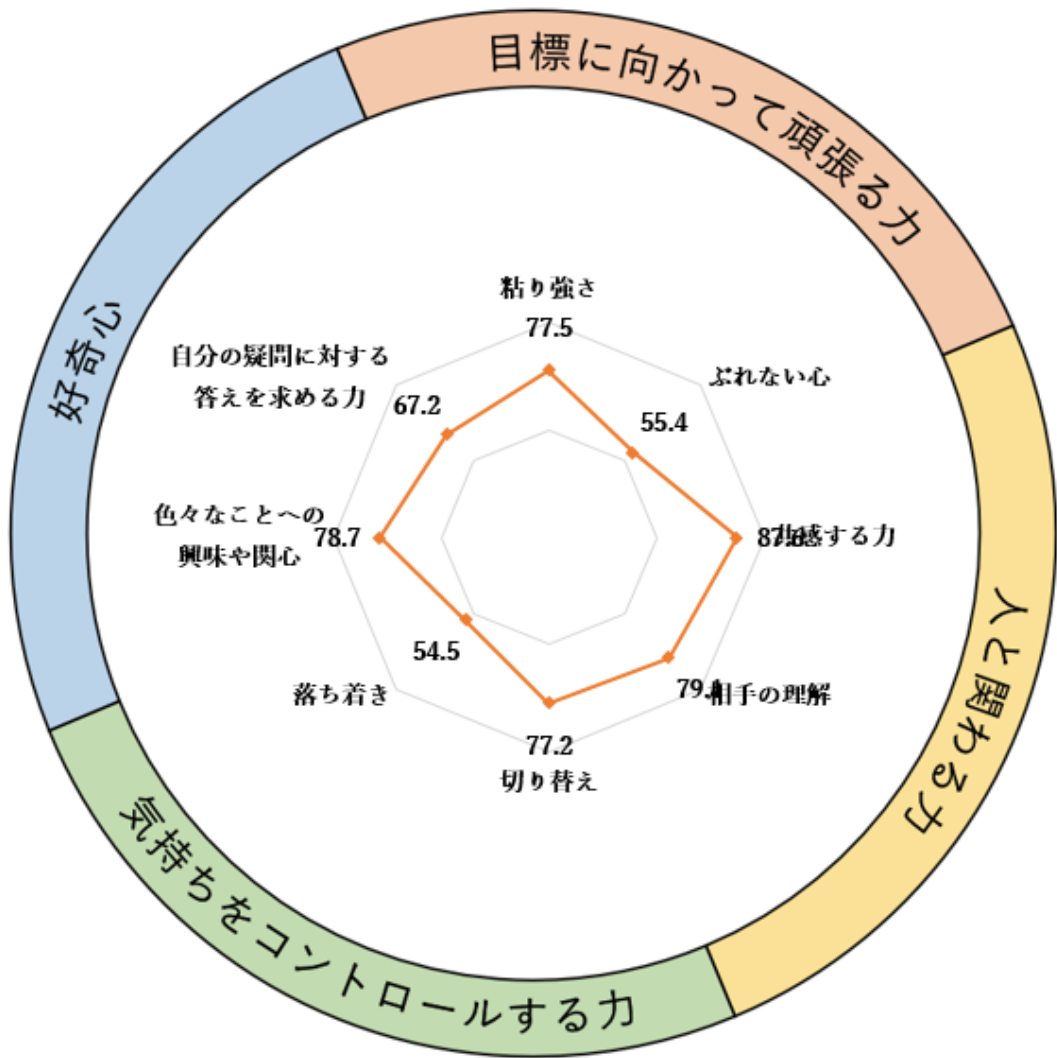 目標に向かって頑張る力
好奇心
人と関わる力
気持ちをコントロールする力
粘り強さ
77.5
ぶれない心
55.4
感する力
相手の理解
77.2
切り替え
落ち着き
54.5
色々なことへの
興味や関心
78.7
自分の疑問に対する
答えを求める力
67.2